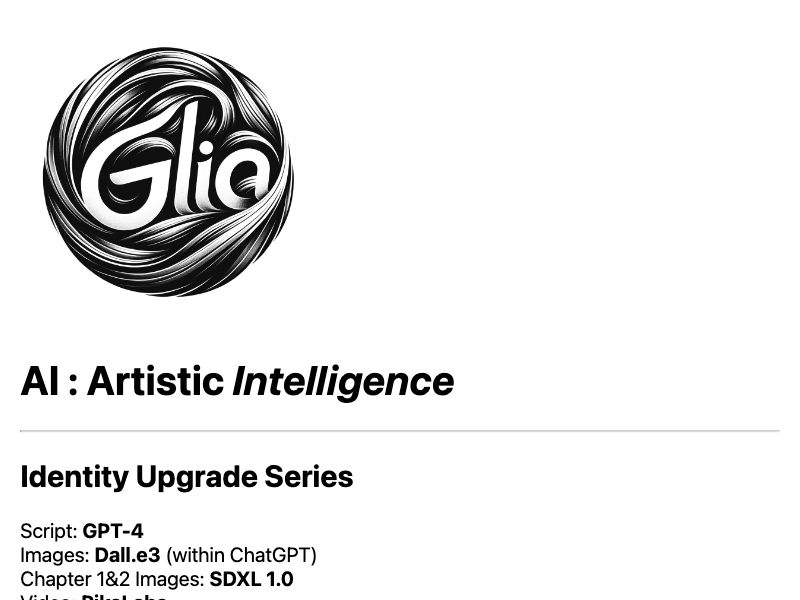 Glia
AI : Artistic Intelligence
Identity Upgrade Series
Script: GPT-4
Images: Dall.e3 (within ChatGPT)
Chapter 1&2 Images: SDXL 1.0
Video: PikaLabs